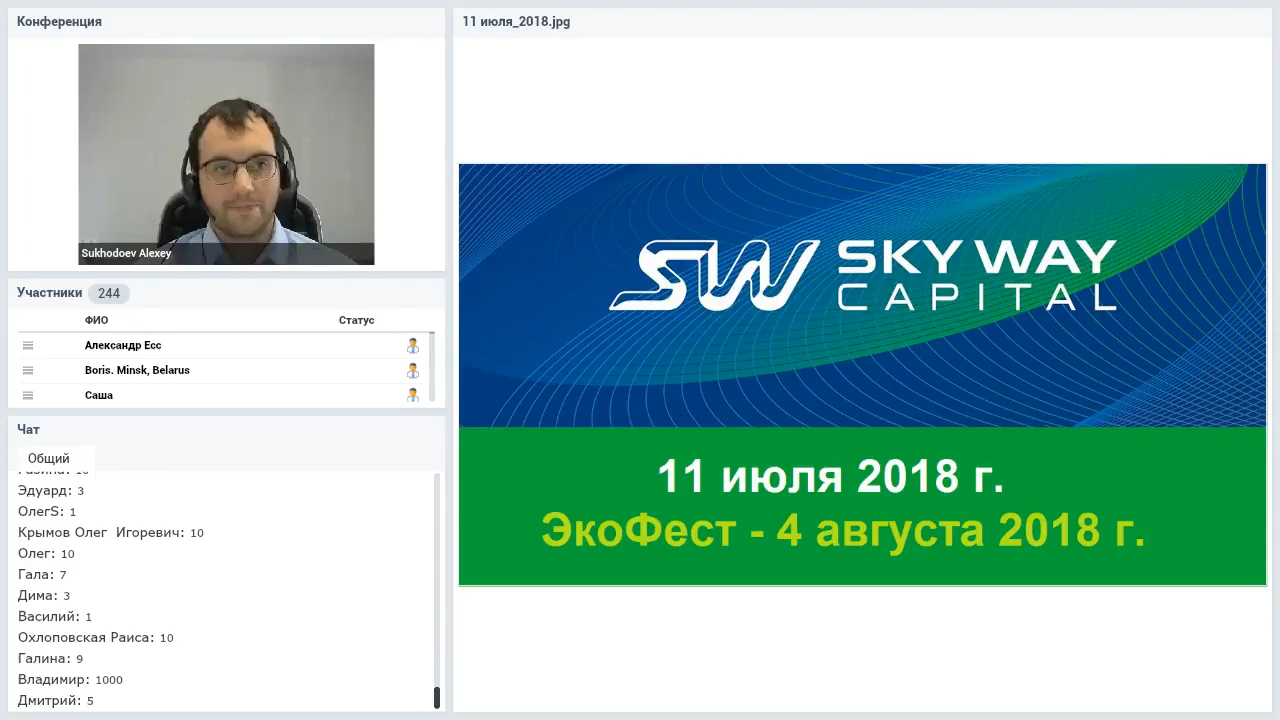 Конференция
Sukhodoev Alexey
Участники 244
ФИО Статус
Александр Есс
Boris. Minsk, Belarus
Саша
Чат
Общий
Эдуард: 3
ОлегS: 1
Крымов Олег Игоревич: 10
Олег: 10
Гала: 7
Дима: 3
Василий: 1
Охлоповская Раиса: 10
Галина: 9
Владимир: 1000
Дмитрий: 5
11 июля_2018.jpg
SW SKY WAY
CAPITAL
11 июля 2018 г.
ЭкоФест - 4 августа 2018 г.